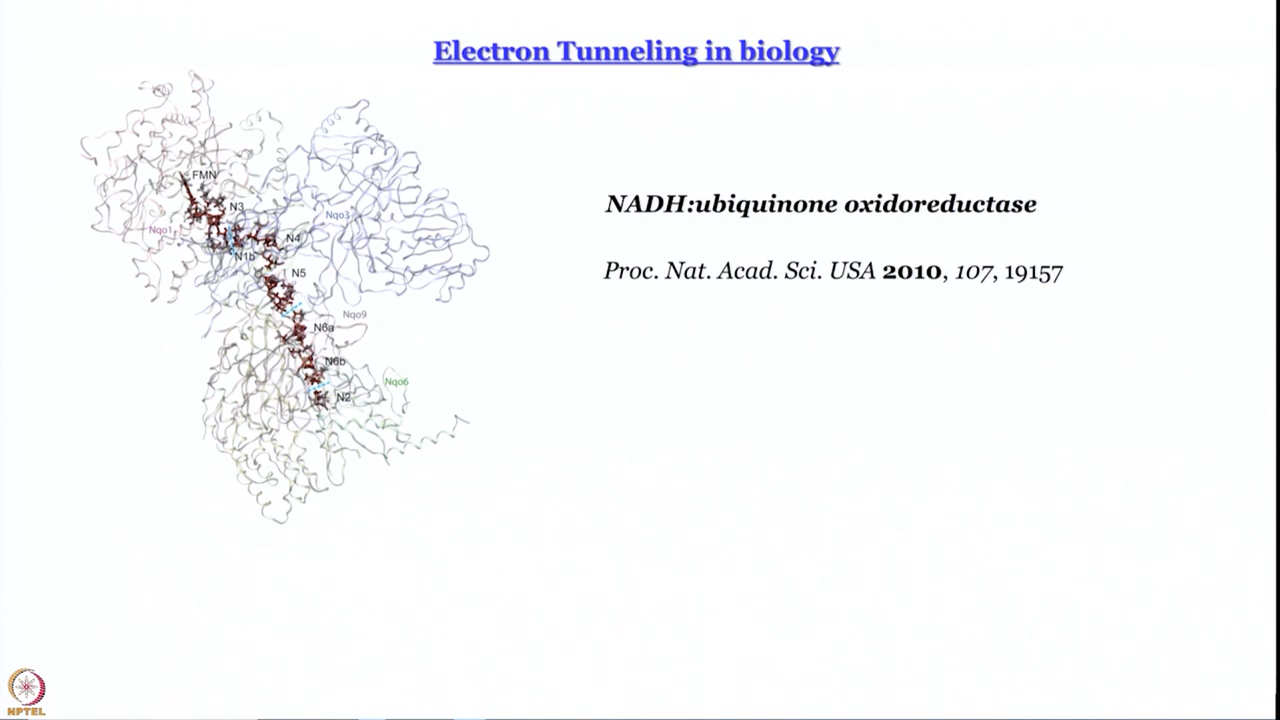 Electron Tunneling in biology
FMN
N3
Nqo1
Nqo3
N4
N1b
N5
Nqo9
N6a
N6b
Nqo6
N2
NADH:ubiquinone oxidoreductase
Proc. Nat. Acad. Sci. USA 2010, 107, 19157
NPTEL